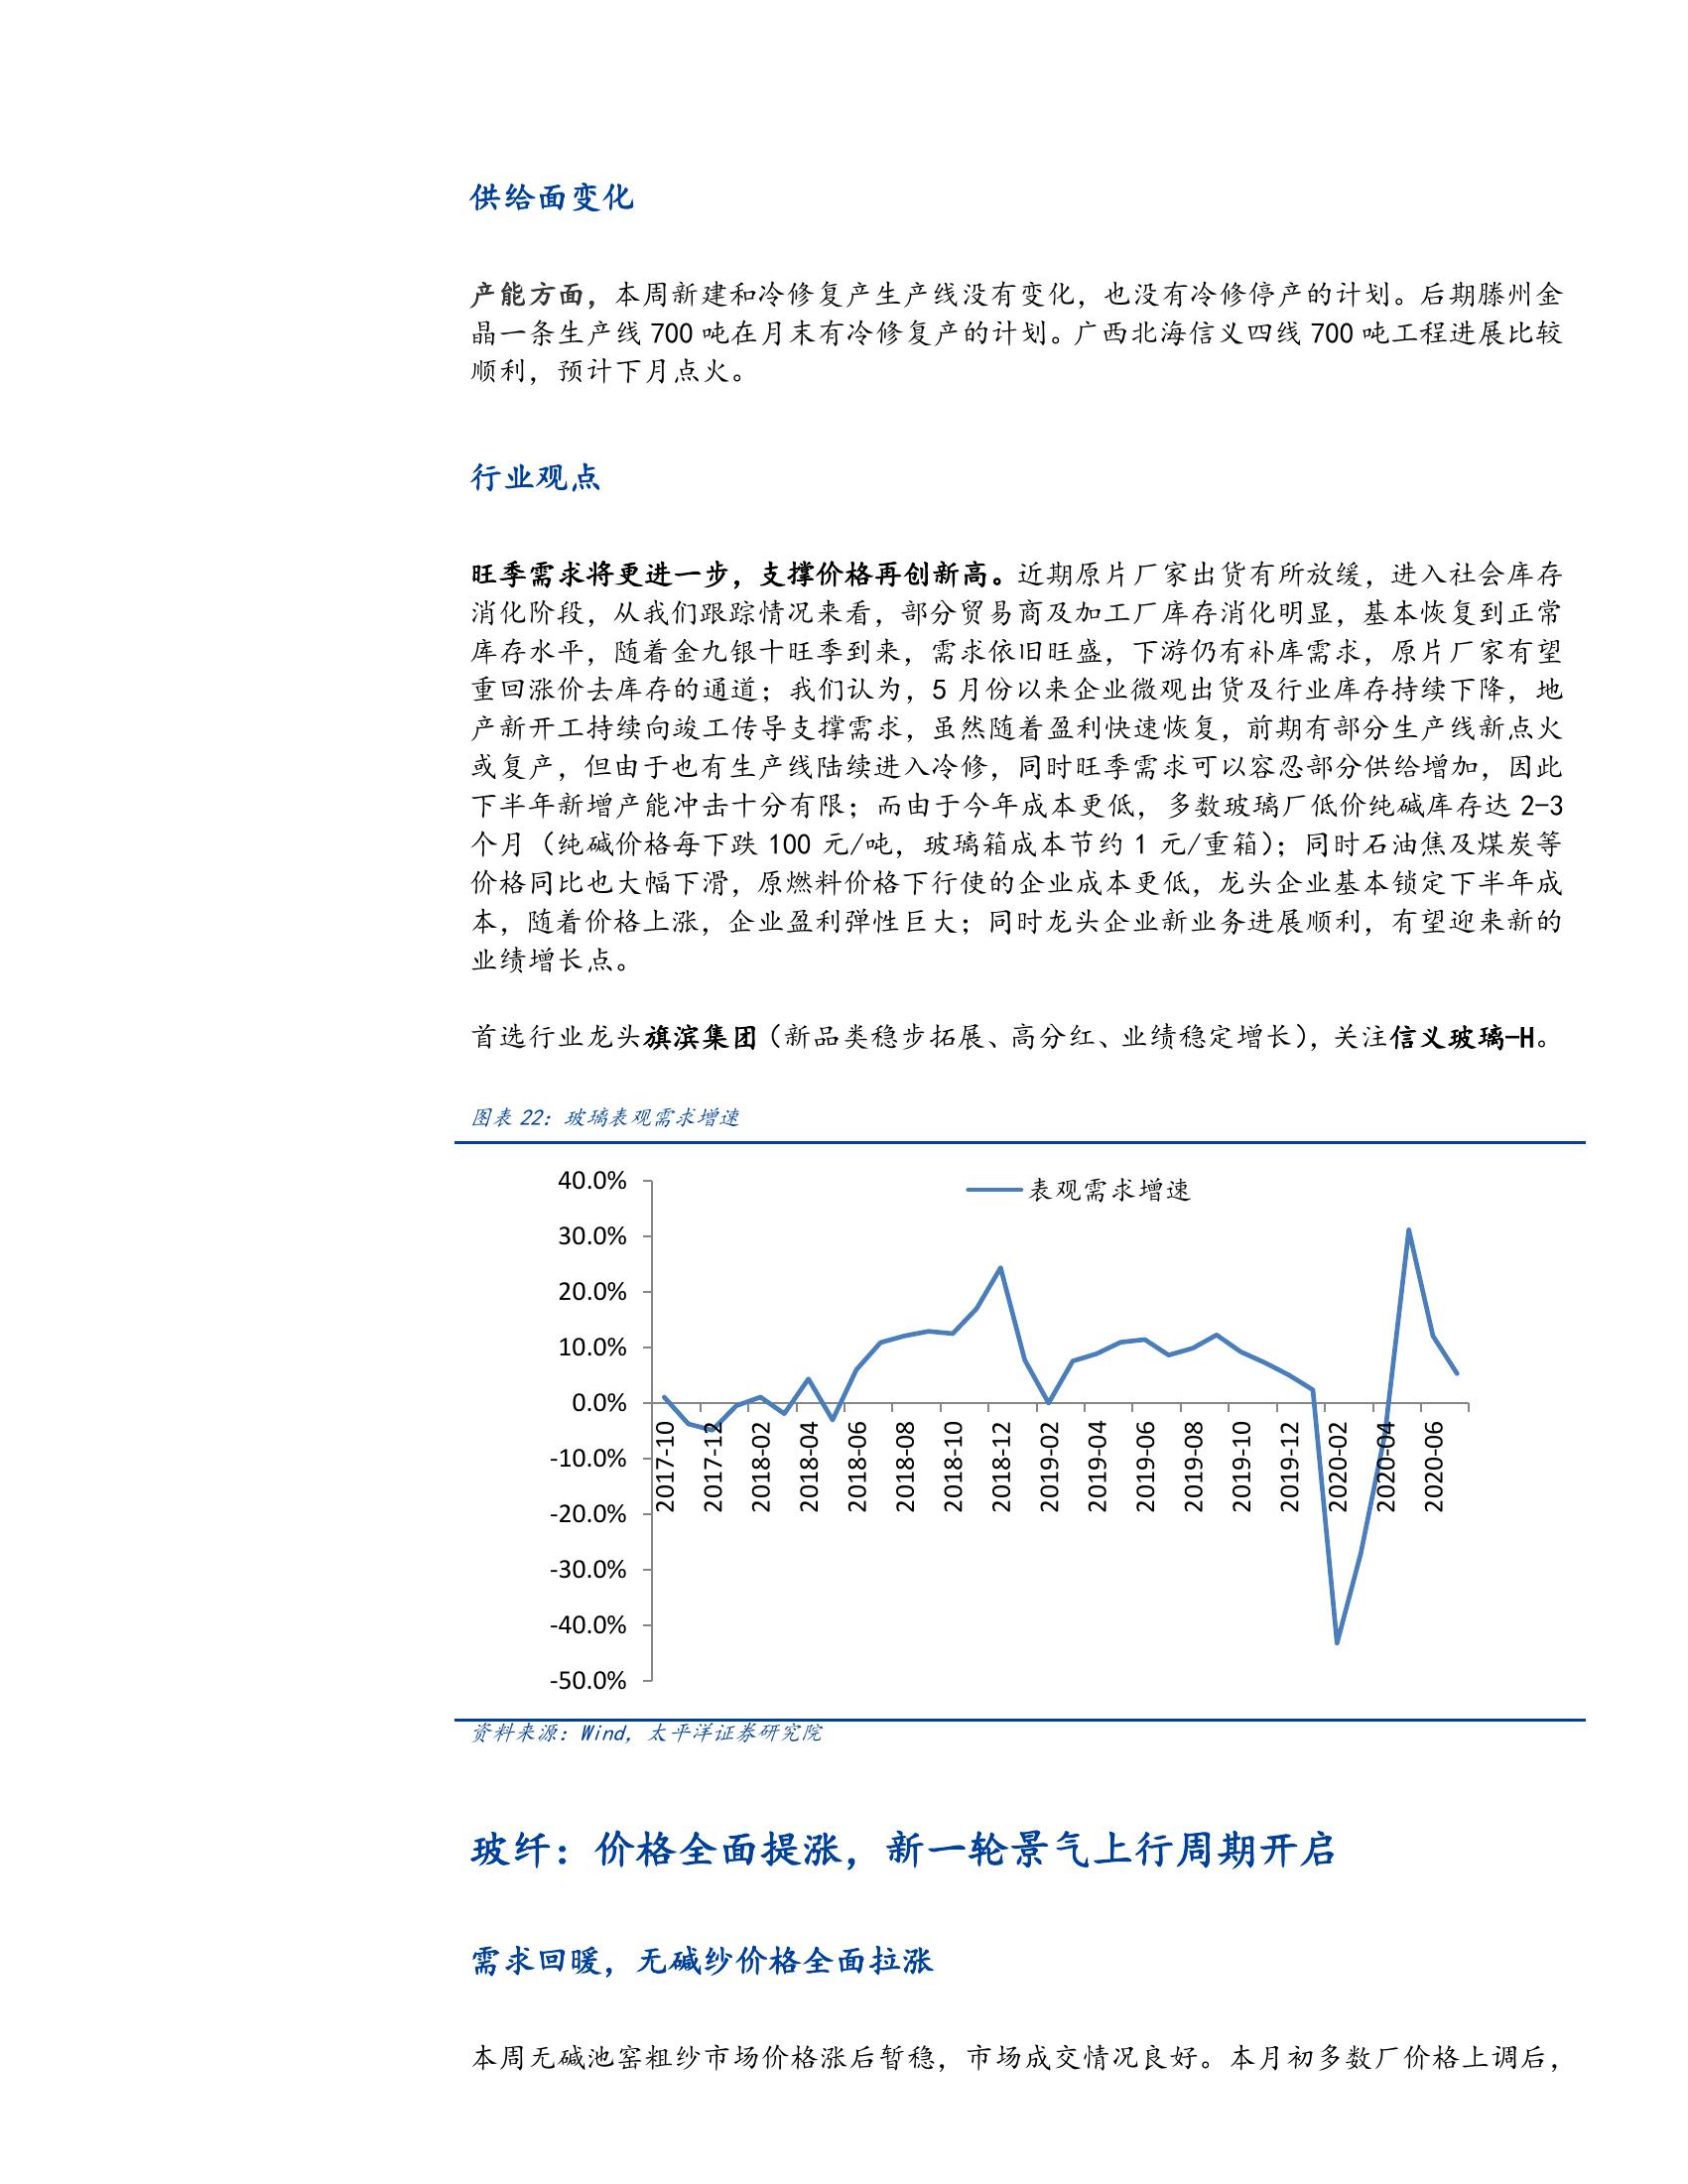 供给面变化
产能方面，本周新建和冷修复产生产线没有变化，也没有冷修停产的计划。后期滕州金
晶一条生产线 700 吨在月末有冷修复产的计划。广西北海信义四线 700 吨工程进展比较
顺利，预计下月点火。
行业观点
旺季需求将更进一步，支撑价格再创新高。近期原片厂家出货有所放缓，进入社会库存
消化阶段，从我们跟踪情况来看，部分贸易商及加工厂库存消化明显，基本恢复到正常
库存水平，随着金九银十旺季到来，需求依旧旺盛，下游仍有补库需求，原片厂家有望
重回涨价去库存的通道；我们认为，5 月份以来企业微观出货及行业库存持续下降，地
产新开工持续向竣工传导支撑需求，虽然随着盈利快速恢复，前期有部分生产线新点火
或复产，但由于也有生产线陆续进入冷修，同时旺季需求可以容忍部分供给增加，因此
下半年新增产能冲击十分有限；而由于今年成本更低，多数玻璃厂低价纯碱库存达 2-3
个月（纯碱价格每下跌 100 元/吨，玻璃箱成本节约 1 元/重箱）；同时石油焦及煤炭等
价格同比也大幅下滑，原燃料价格下行使的企业成本更低，龙头企业基本锁定下半年成
本，随着价格上涨，企业盈利弹性巨大；同时龙头企业新业务进展顺利，有望迎来新的
业绩增长点。
首选行业龙头旗滨集团（新品类稳步拓展、高分红、业绩稳定增长），关注信义玻璃-H。
图表 22：玻璃表观需求增速
表观需求增速
40.0%
30.0%
20.0%
10.0%
0.0%
-10.0%
-20.0%
-30.0%
-40.0%
-50.0%
2017-10
2017-12
2018-02
2018-04
2018-06
2018-08
2018-10
2018-12
2019-02
2019-04
2019-06
2019-08
2019-10
2019-12
2020-02
2020-04
2020-06
资料来源：Wind，太平洋证券研究院
玻纤：价格全面提涨，新一轮景气上行周期开启
需求回暖，无碱纱价格全面拉涨
本周无碱池窑粗纱市场价格涨后暂稳，市场成交情况良好。本月初多数厂价格上调后，